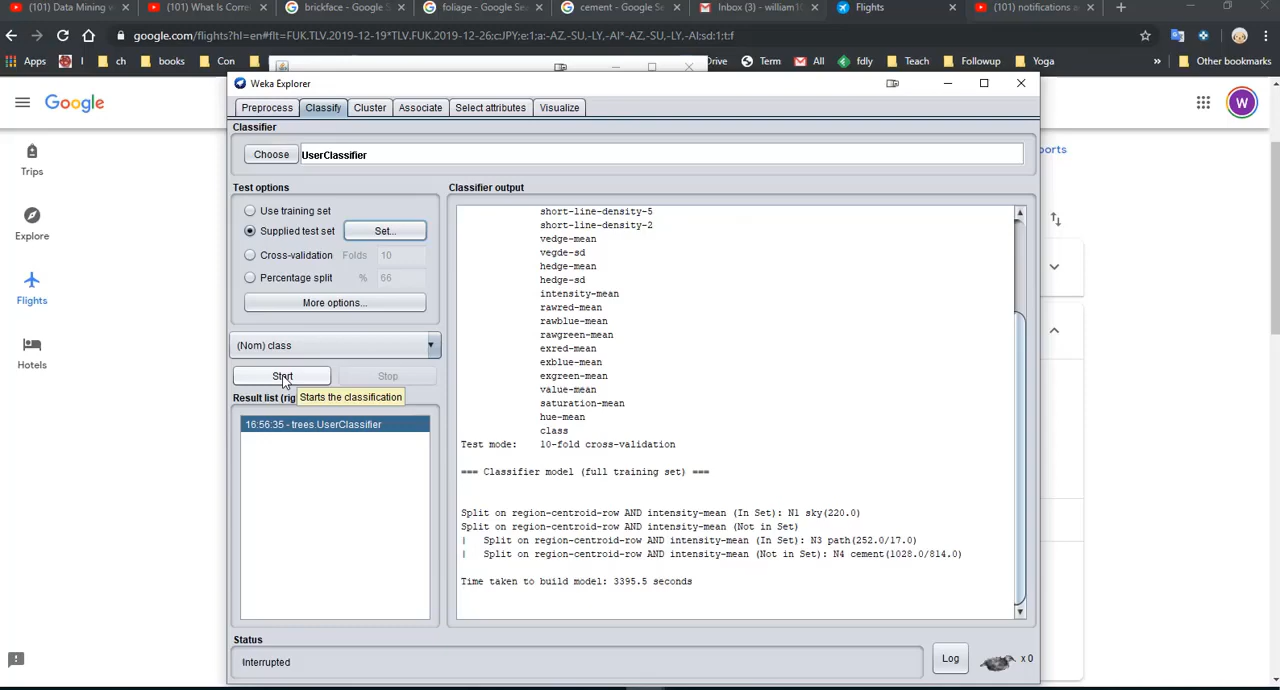 (101) Data Mining w
(101) What Is Correl
brickface - Google S
foliage - Google Sea
cement - Google Se
Inbox (3) - william10
Flights
(101) notifications a
google.com/flights?hl=en#flt=FUK.TLV.2019-12-19*TLV.FUK.2019-12-26;c:JPY;e:1;a:-AZ,-SU,-LY,-AI*-AZ,-SU,-LY,-AI;sd:1;t:f
Apps
I
ch
books
Con
Drive
Term
All
fdly
Teach
Followup
Yoga
»
Other bookmarks
Google
W
Trips
Explore
Flights
Hotels
ports
Weka Explorer
Preprocess
Classify
Cluster
Associate
Select attributes
Visualize
Classifier
Choose
UserClassifier
Test options
Use training set
Supplied test set
Set...
Cross-validation
Folds
10
Percentage split
%
66
More options...
(Nom) class
Start
Stop
Result list (rig
Starts the classification
16:56:35 - trees.UserClassifier
Classifier output
short-line-density-5
short-line-density-2
vedge-mean
vegde-sd
hedge-mean
hedge-sd
intensity-mean
rawred-mean
rawblue-mean
rawgreen-mean
exred-mean
exblue-mean
exgreen-mean
value-mean
saturation-mean
hue-mean
class
Test mode: 10-fold cross-validation
=== Classifier model (full training set) ===
Split on region-centroid-row AND intensity-mean (In Set): N1 sky(220.0)
Split on region-centroid-row AND intensity-mean (Not in Set)
| Split on region-centroid-row AND intensity-mean (In Set): N3 path(252.0/17.0)
| Split on region-centroid-row AND intensity-mean (Not in Set): N4 cement(1028.0/814.0)
Time taken to build model: 3395.5 seconds
Status
Interrupted
Log
x 0